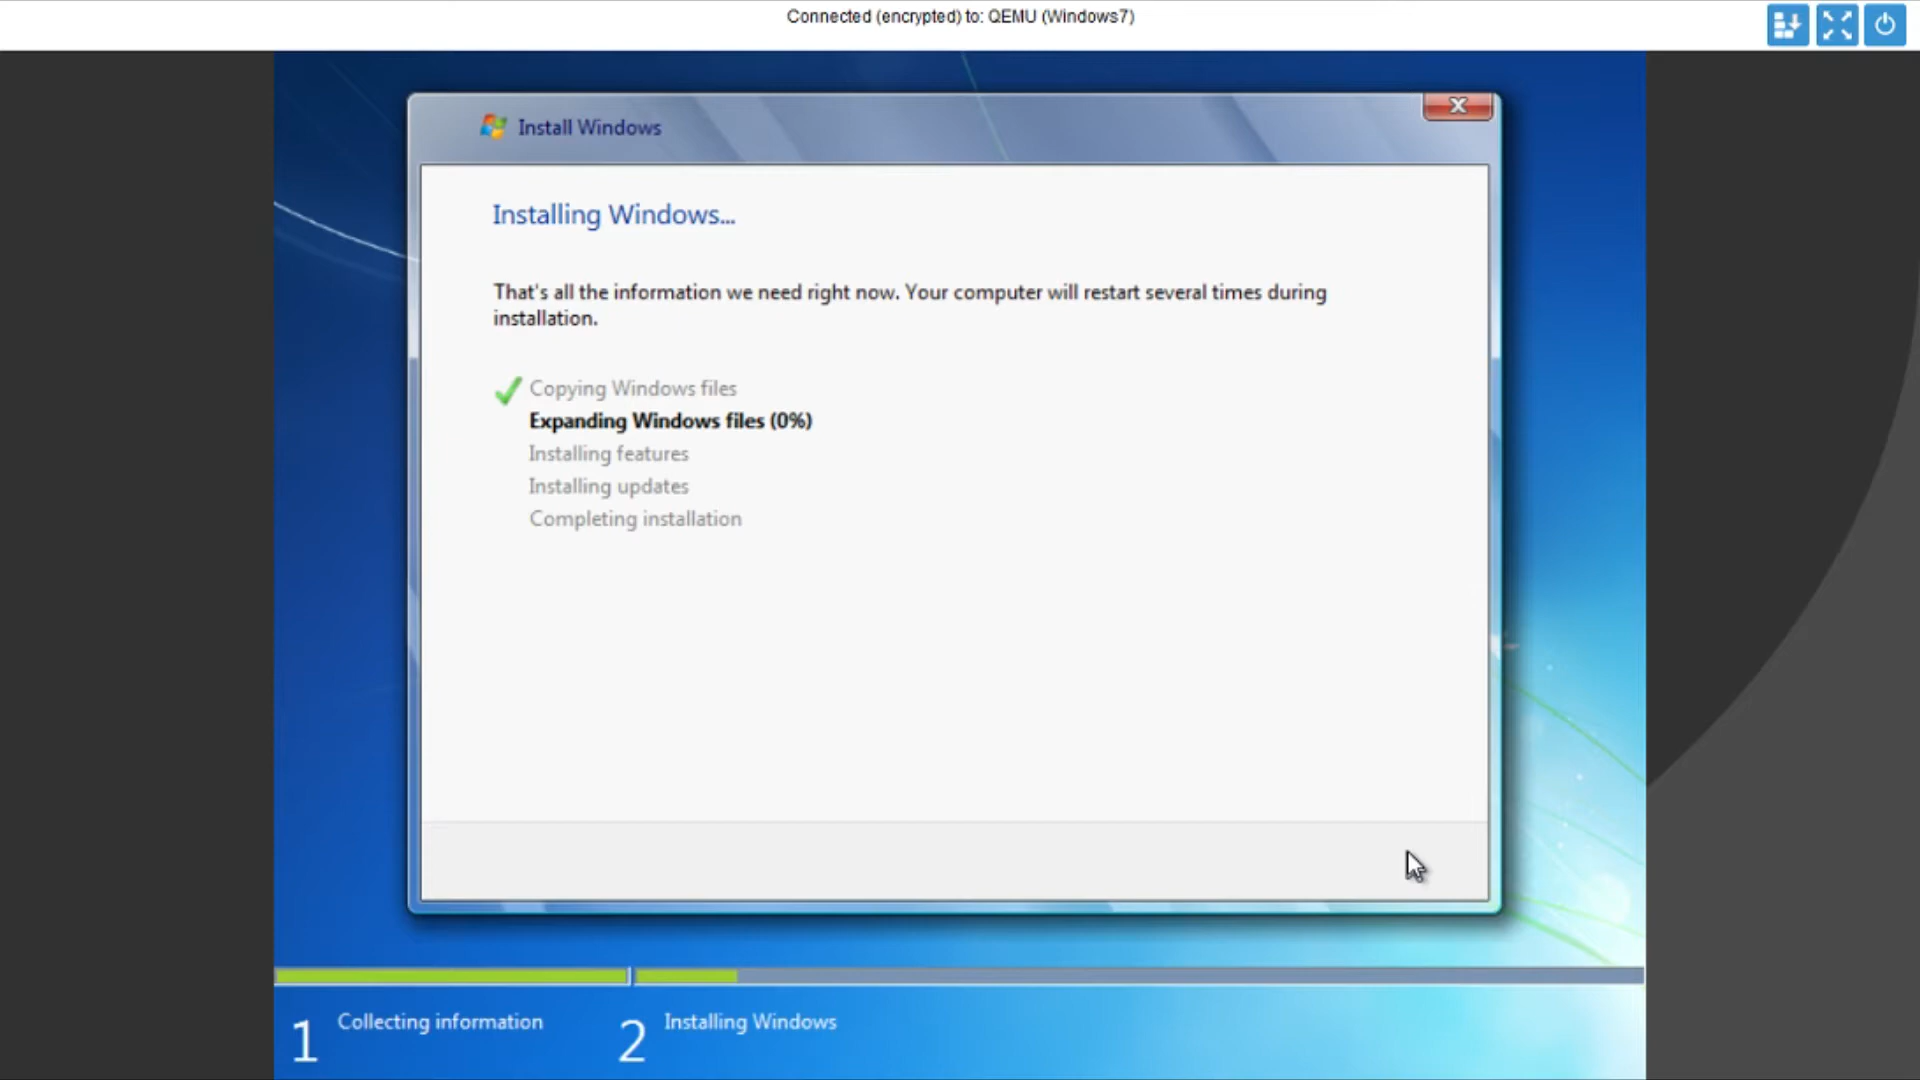 Connected (encrypted) to: QEMU (Windows7)
Install Windows
Installing Windows...
That's all the information we need right now. Your computer will restart several times during
installation.
Copying Windows files
Expanding Windows files (0%)
Installing features
Installing updates
Completing installation
1 Collecting information
2 Installing Windows